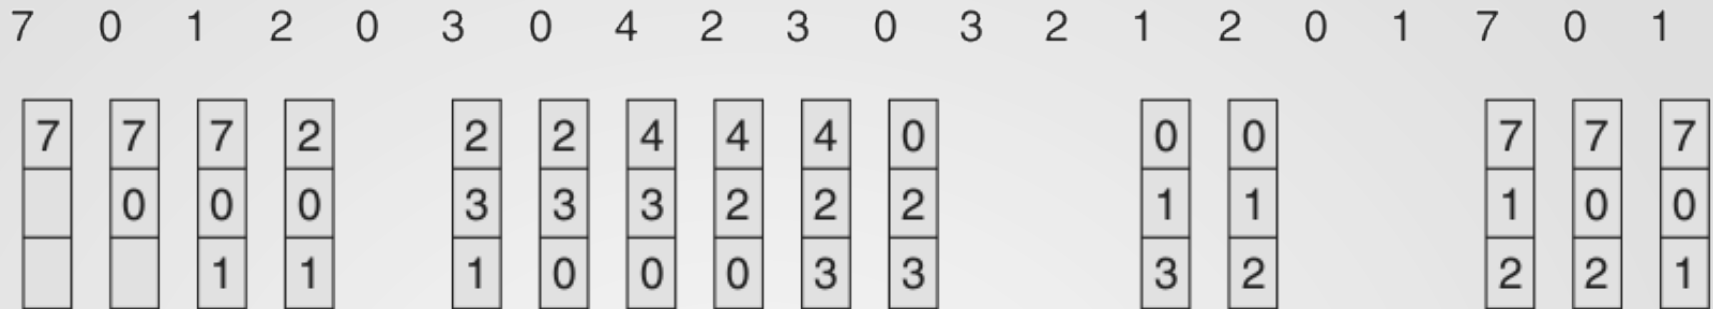 7 0 1 2 0 3 0 4 2 3 0 3 2 1 2 0 1 7 0 1
7 7 7 2 2 2 4 4 4 0 0 0 7 7 7
0 0 0 3 3 3 2 2 2 1 1 1 0 0
1 1 1 0 0 0 3 3 3 2 2 2 1